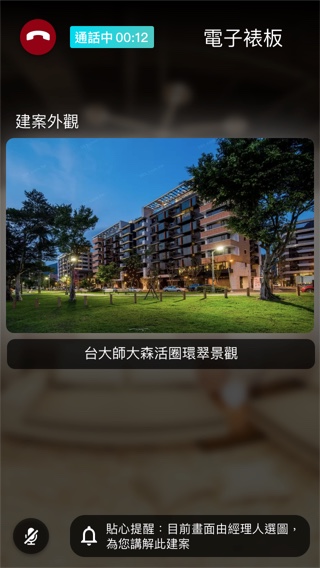 通話中 00:12
電子裱板
建案外觀
台大師大森活圈環翠景觀
貼心提醒：目前畫面由經理人選圖，
為您講解此建案